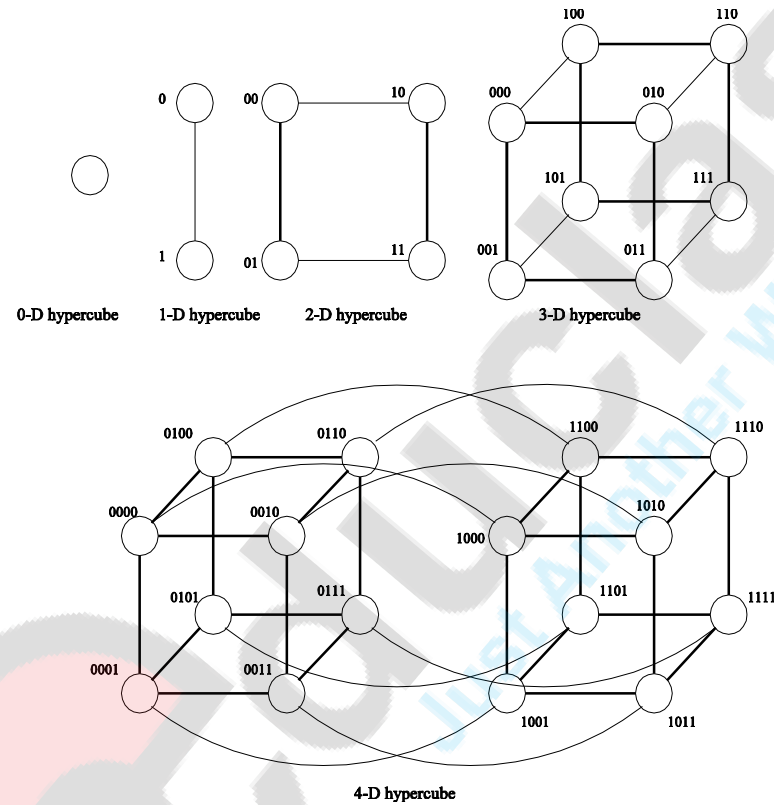 100 110
0 00 10 000 010
101 111
1 01 11 001 011
0-D hypercube 1-D hypercube 2-D hypercube 3-D hypercube
0100 0110 1100 1110
0000 0010 1000 1010
0101 0111 1101 1111
0001 0011 1001 1011
4-D hypercube
Just Another W